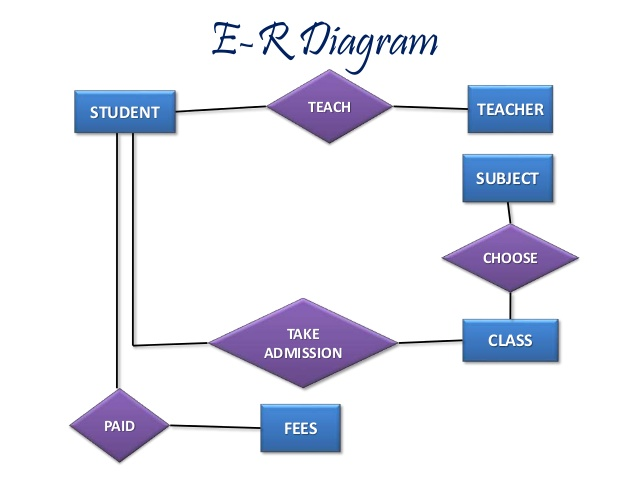 E-R Diagram
STUDENT
TEACH
TEACHER
SUBJECT
CHOOSE
TAKE
ADMISSION
CLASS
PAID
FEES